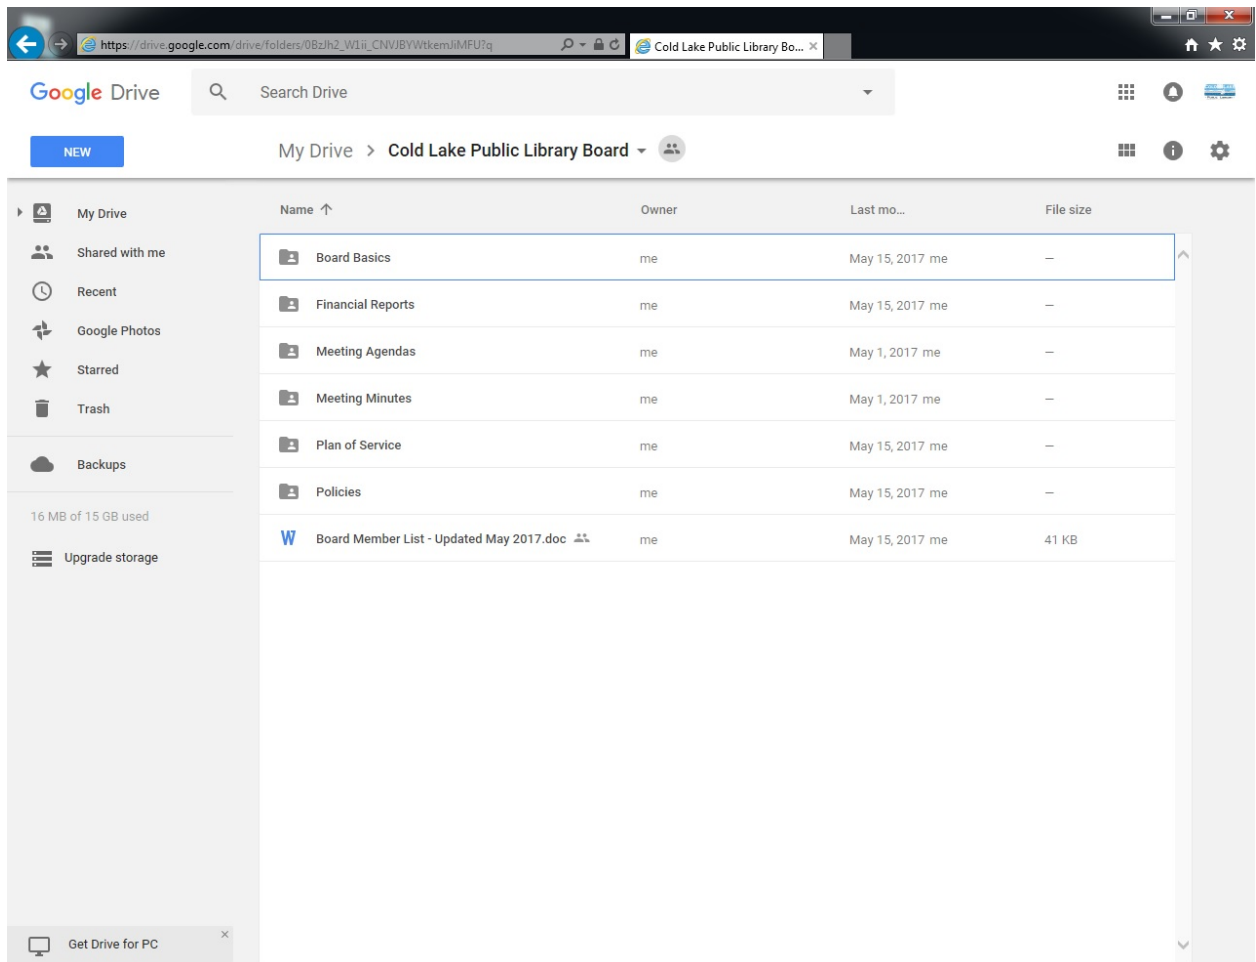 https://drive.google.com/drive/folders/0BzJh2_W1ii_CNVJBYWtkemJiMFU?q
Cold Lake Public Library Bo...
Google Drive
Search Drive
NEW
My Drive > Cold Lake Public Library Board
My Drive
Shared with me
Recent
Google Photos
Starred
Trash
Backups
16 MB of 15 GB used
Upgrade storage
Name Owner Last mo... File size
Board Basics me May 15, 2017 me –
Financial Reports me May 15, 2017 me –
Meeting Agendas me May 1, 2017 me –
Meeting Minutes me May 1, 2017 me –
Plan of Service me May 15, 2017 me –
Policies me May 15, 2017 me –
W Board Member List - Updated May 2017.doc me May 15, 2017 me 41 KB
Get Drive for PC